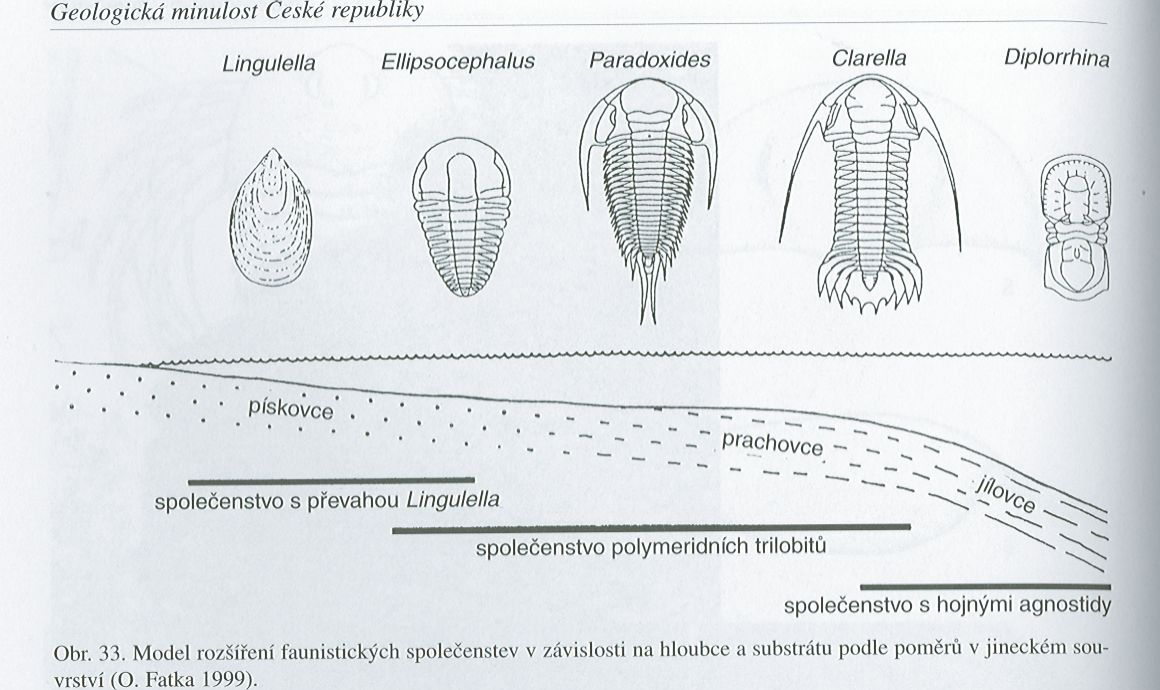 Geologická minulost České republiky
Lingulella Ellipsocephalus Paradoxides Clarella Diplorrhina
pískovce
prachovce
jílovce
společenstvo s převahou Lingulella
společenstvo polymeridních trilobitů
společenstvo s hojnými agnostidy
Obr. 33. Model rozšíření faunistických společenstev v závislosti na hloubce a substrátu podle poměrů v jineckém sou-
vrství (O. Fatka 1999).